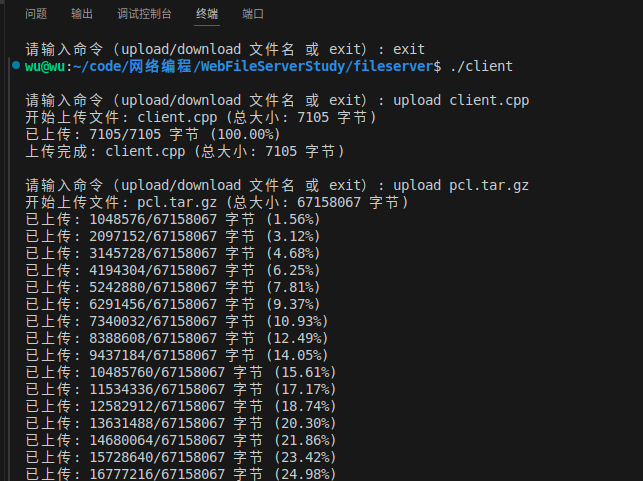 问题 输出 调试控制台 终端 端口
请输入命令（upload/download 文件名 或 exit）: exit
wu@wu:~/code/网络编程/WebFileServerStudy/fileserver$ ./client
请输入命令（upload/download 文件名 或 exit）: upload client.cpp
开始上传文件: client.cpp (总大小: 7105 字节)
已上传: 7105/7105 字节 (100.00%)
上传完成: client.cpp (总大小: 7105 字节)
请输入命令（upload/download 文件名 或 exit）: upload pcl.tar.gz
开始上传文件: pcl.tar.gz (总大小: 67158067 字节)
已上传: 1048576/67158067 字节 (1.56%)
已上传: 2097152/67158067 字节 (3.12%)
已上传: 3145728/67158067 字节 (4.68%)
已上传: 4194304/67158067 字节 (6.25%)
已上传: 5242880/67158067 字节 (7.81%)
已上传: 6291456/67158067 字节 (9.37%)
已上传: 7340032/67158067 字节 (10.93%)
已上传: 8388608/67158067 字节 (12.49%)
已上传: 9437184/67158067 字节 (14.05%)
已上传: 10485760/67158067 字节 (15.61%)
已上传: 11534336/67158067 字节 (17.17%)
已上传: 12582912/67158067 字节 (18.74%)
已上传: 13631488/67158067 字节 (20.30%)
已上传: 14680064/67158067 字节 (21.86%)
已上传: 15728640/67158067 字节 (23.42%)
已上传: 16777216/67158067 字节 (24.98%)